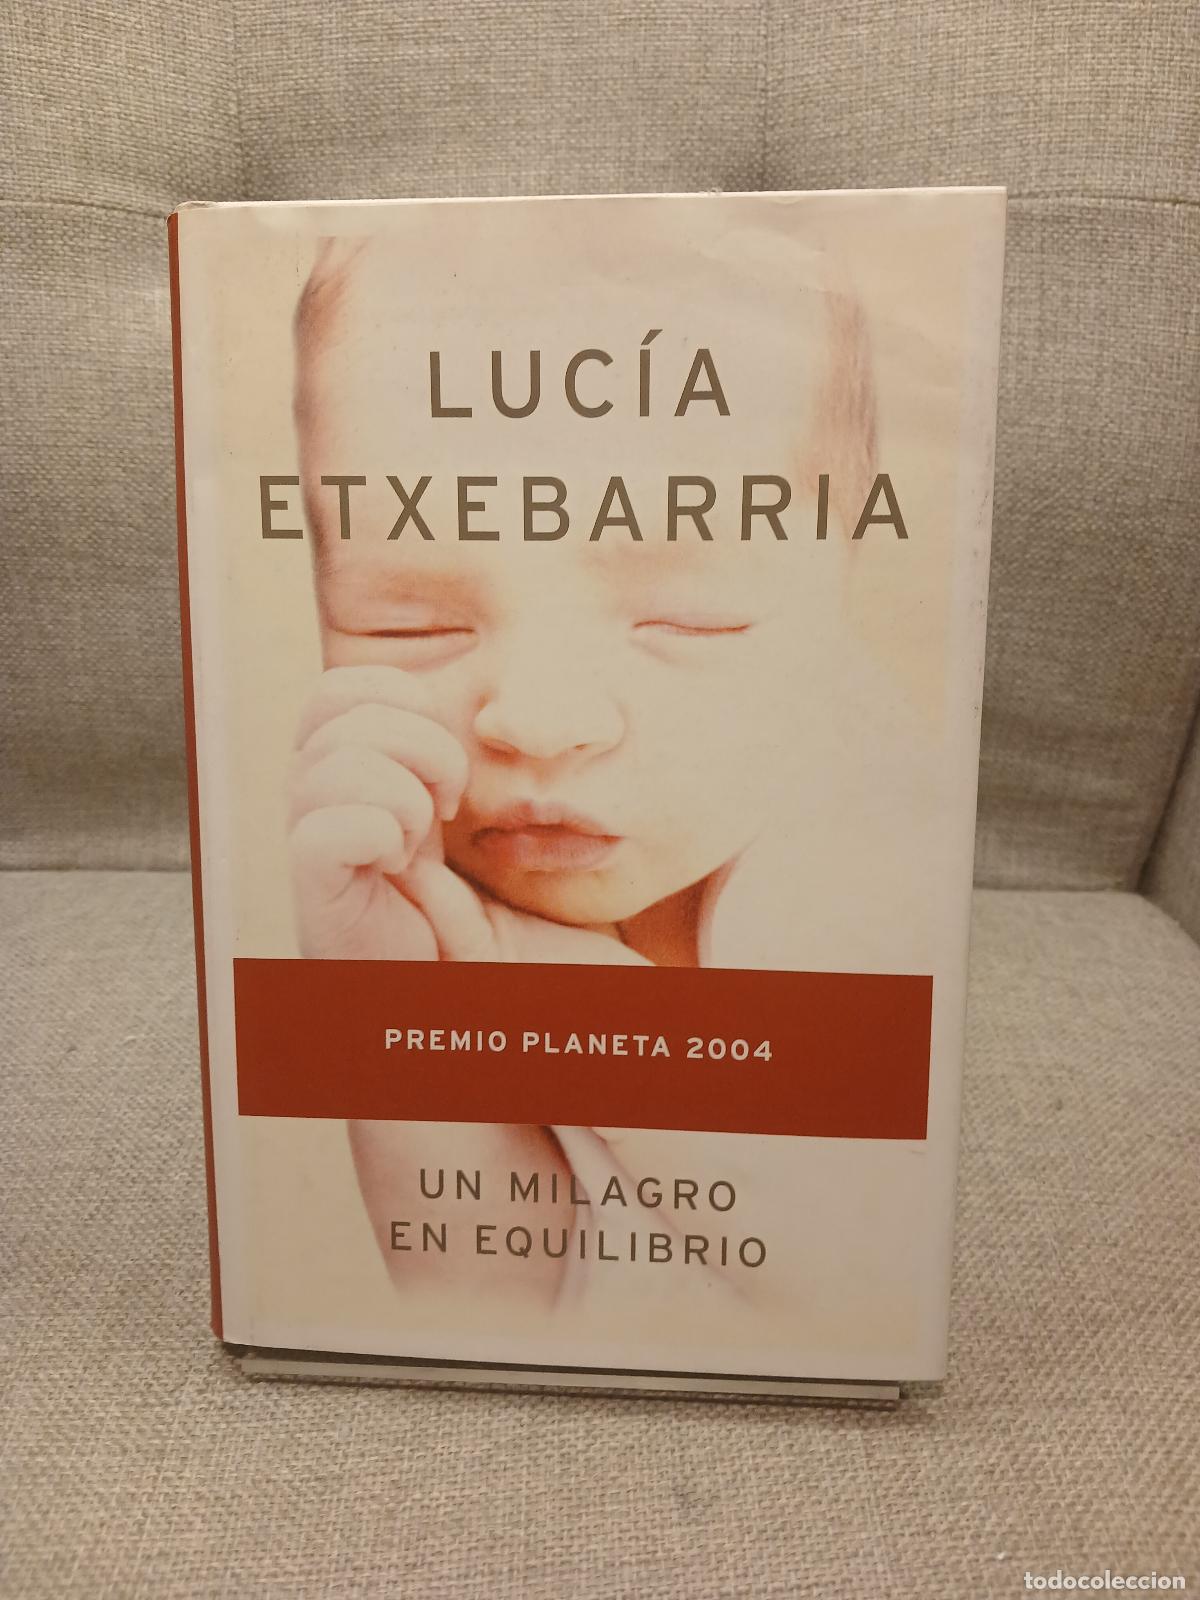 LUCÍA
ETXEBARRIA
PREMIO PLANETA 2004
UN MILAGRO
EN EQUILIBRIO
todocoleccion